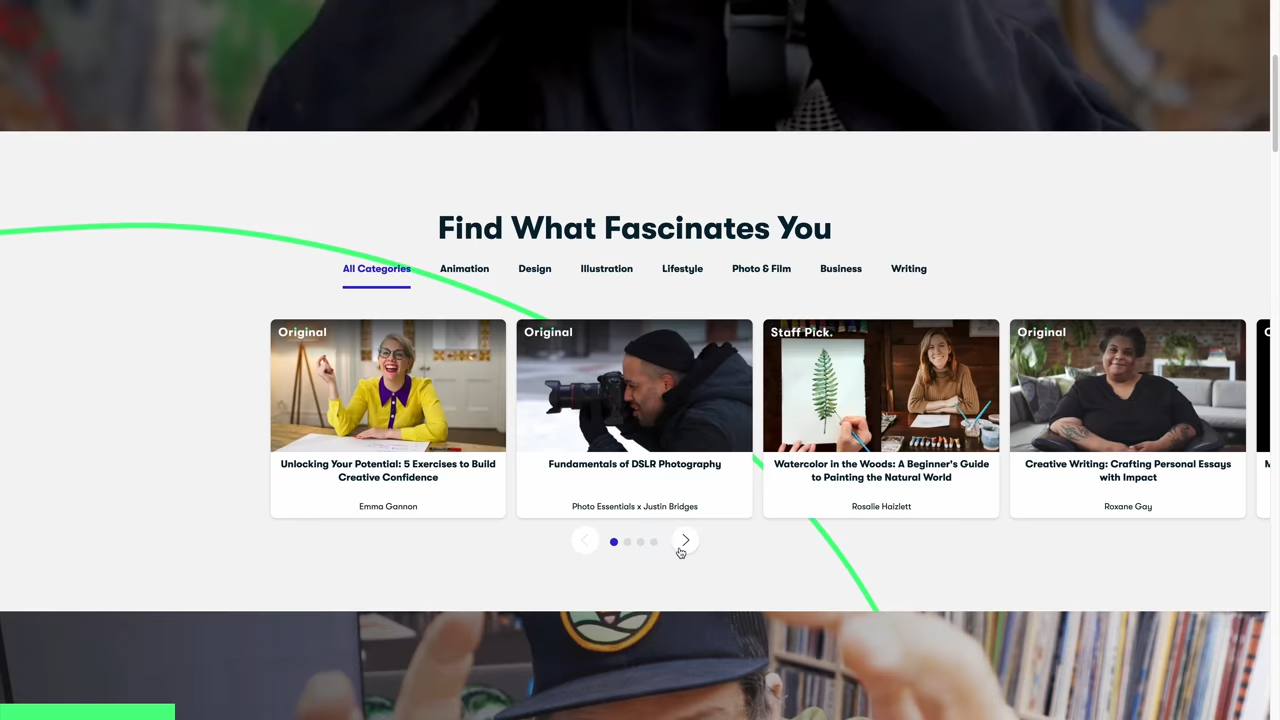 Find What Fascinates You
All Categories Animation Design Illustration Lifestyle Photo & Film Business Writing
Original
Unlocking Your Potential: 5 Exercises to Build
Creative Confidence
Emma Gannon
Original
Fundamentals of DSLR Photography
Photo Essentials x Justin Bridges
Staff Pick.
Watercolor in the Woods: A Beginner's Guide
to Painting the Natural World
Rosalie Haizlett
Original
Creative Writing: Crafting Personal Essays
with Impact
Roxane Gay